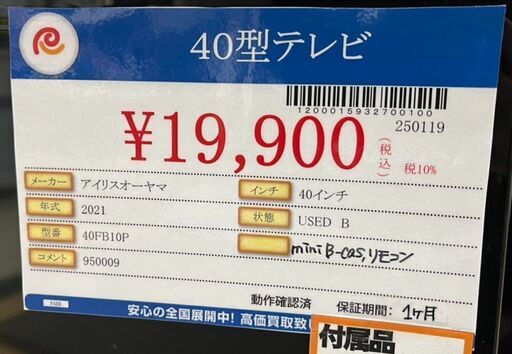 40型テレビ
1200015932700100
250119
¥19,900
(税込)
税10%
メーカー アイリスオーヤマ
インチ 40インチ
年式 2021
状態 USED B
型番 40FB10P
mini B-cas, リモコン
コメント 950009
動作確認済 保証期間: 1ヶ月
安心の全国展開中! 高価買取致し
付属品